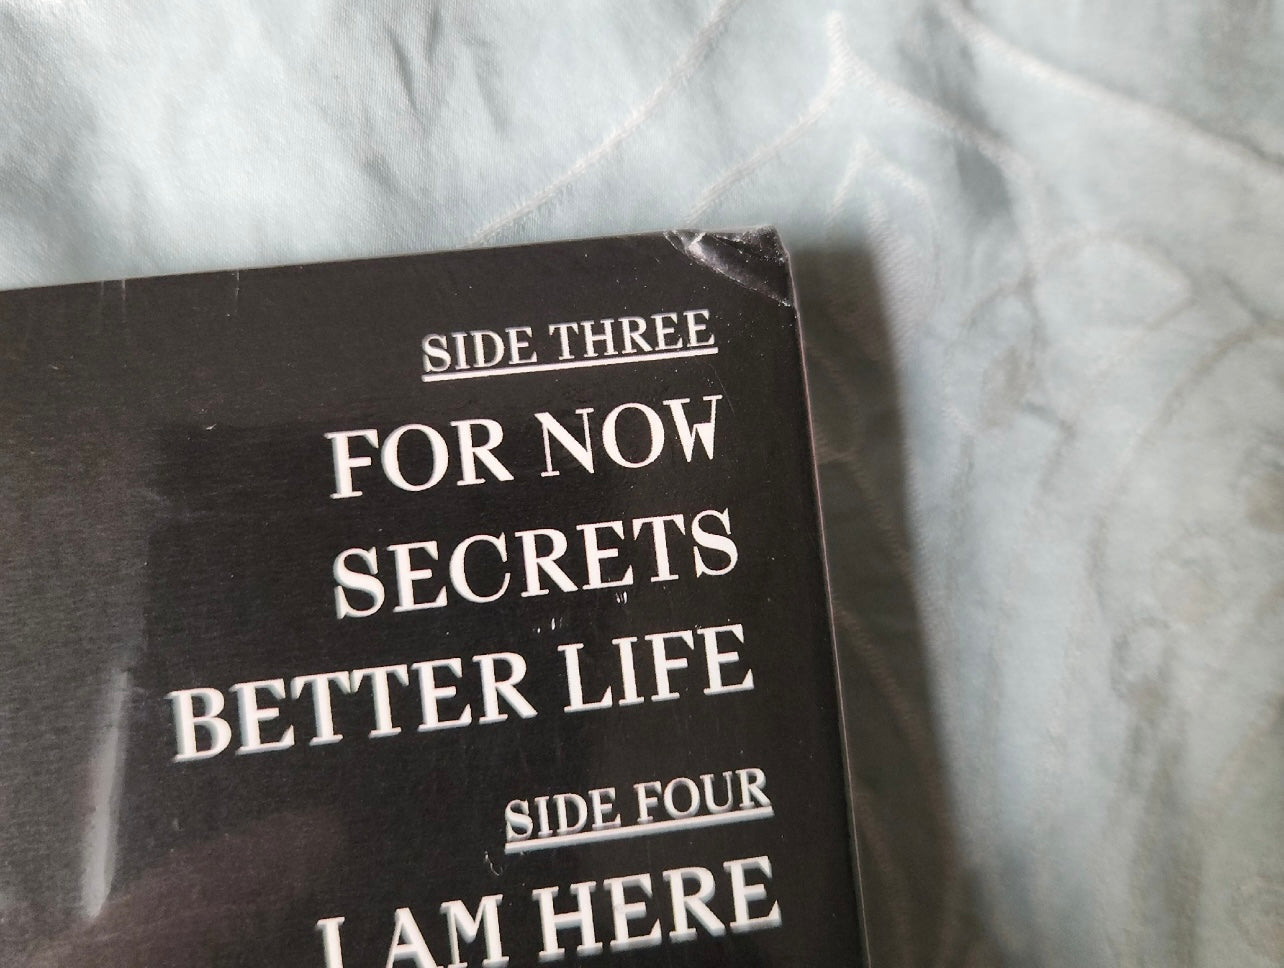 SIDE THREE
FOR NOW
SECRETS
BETTER LIFE
SIDE FOUR
I AM HERE